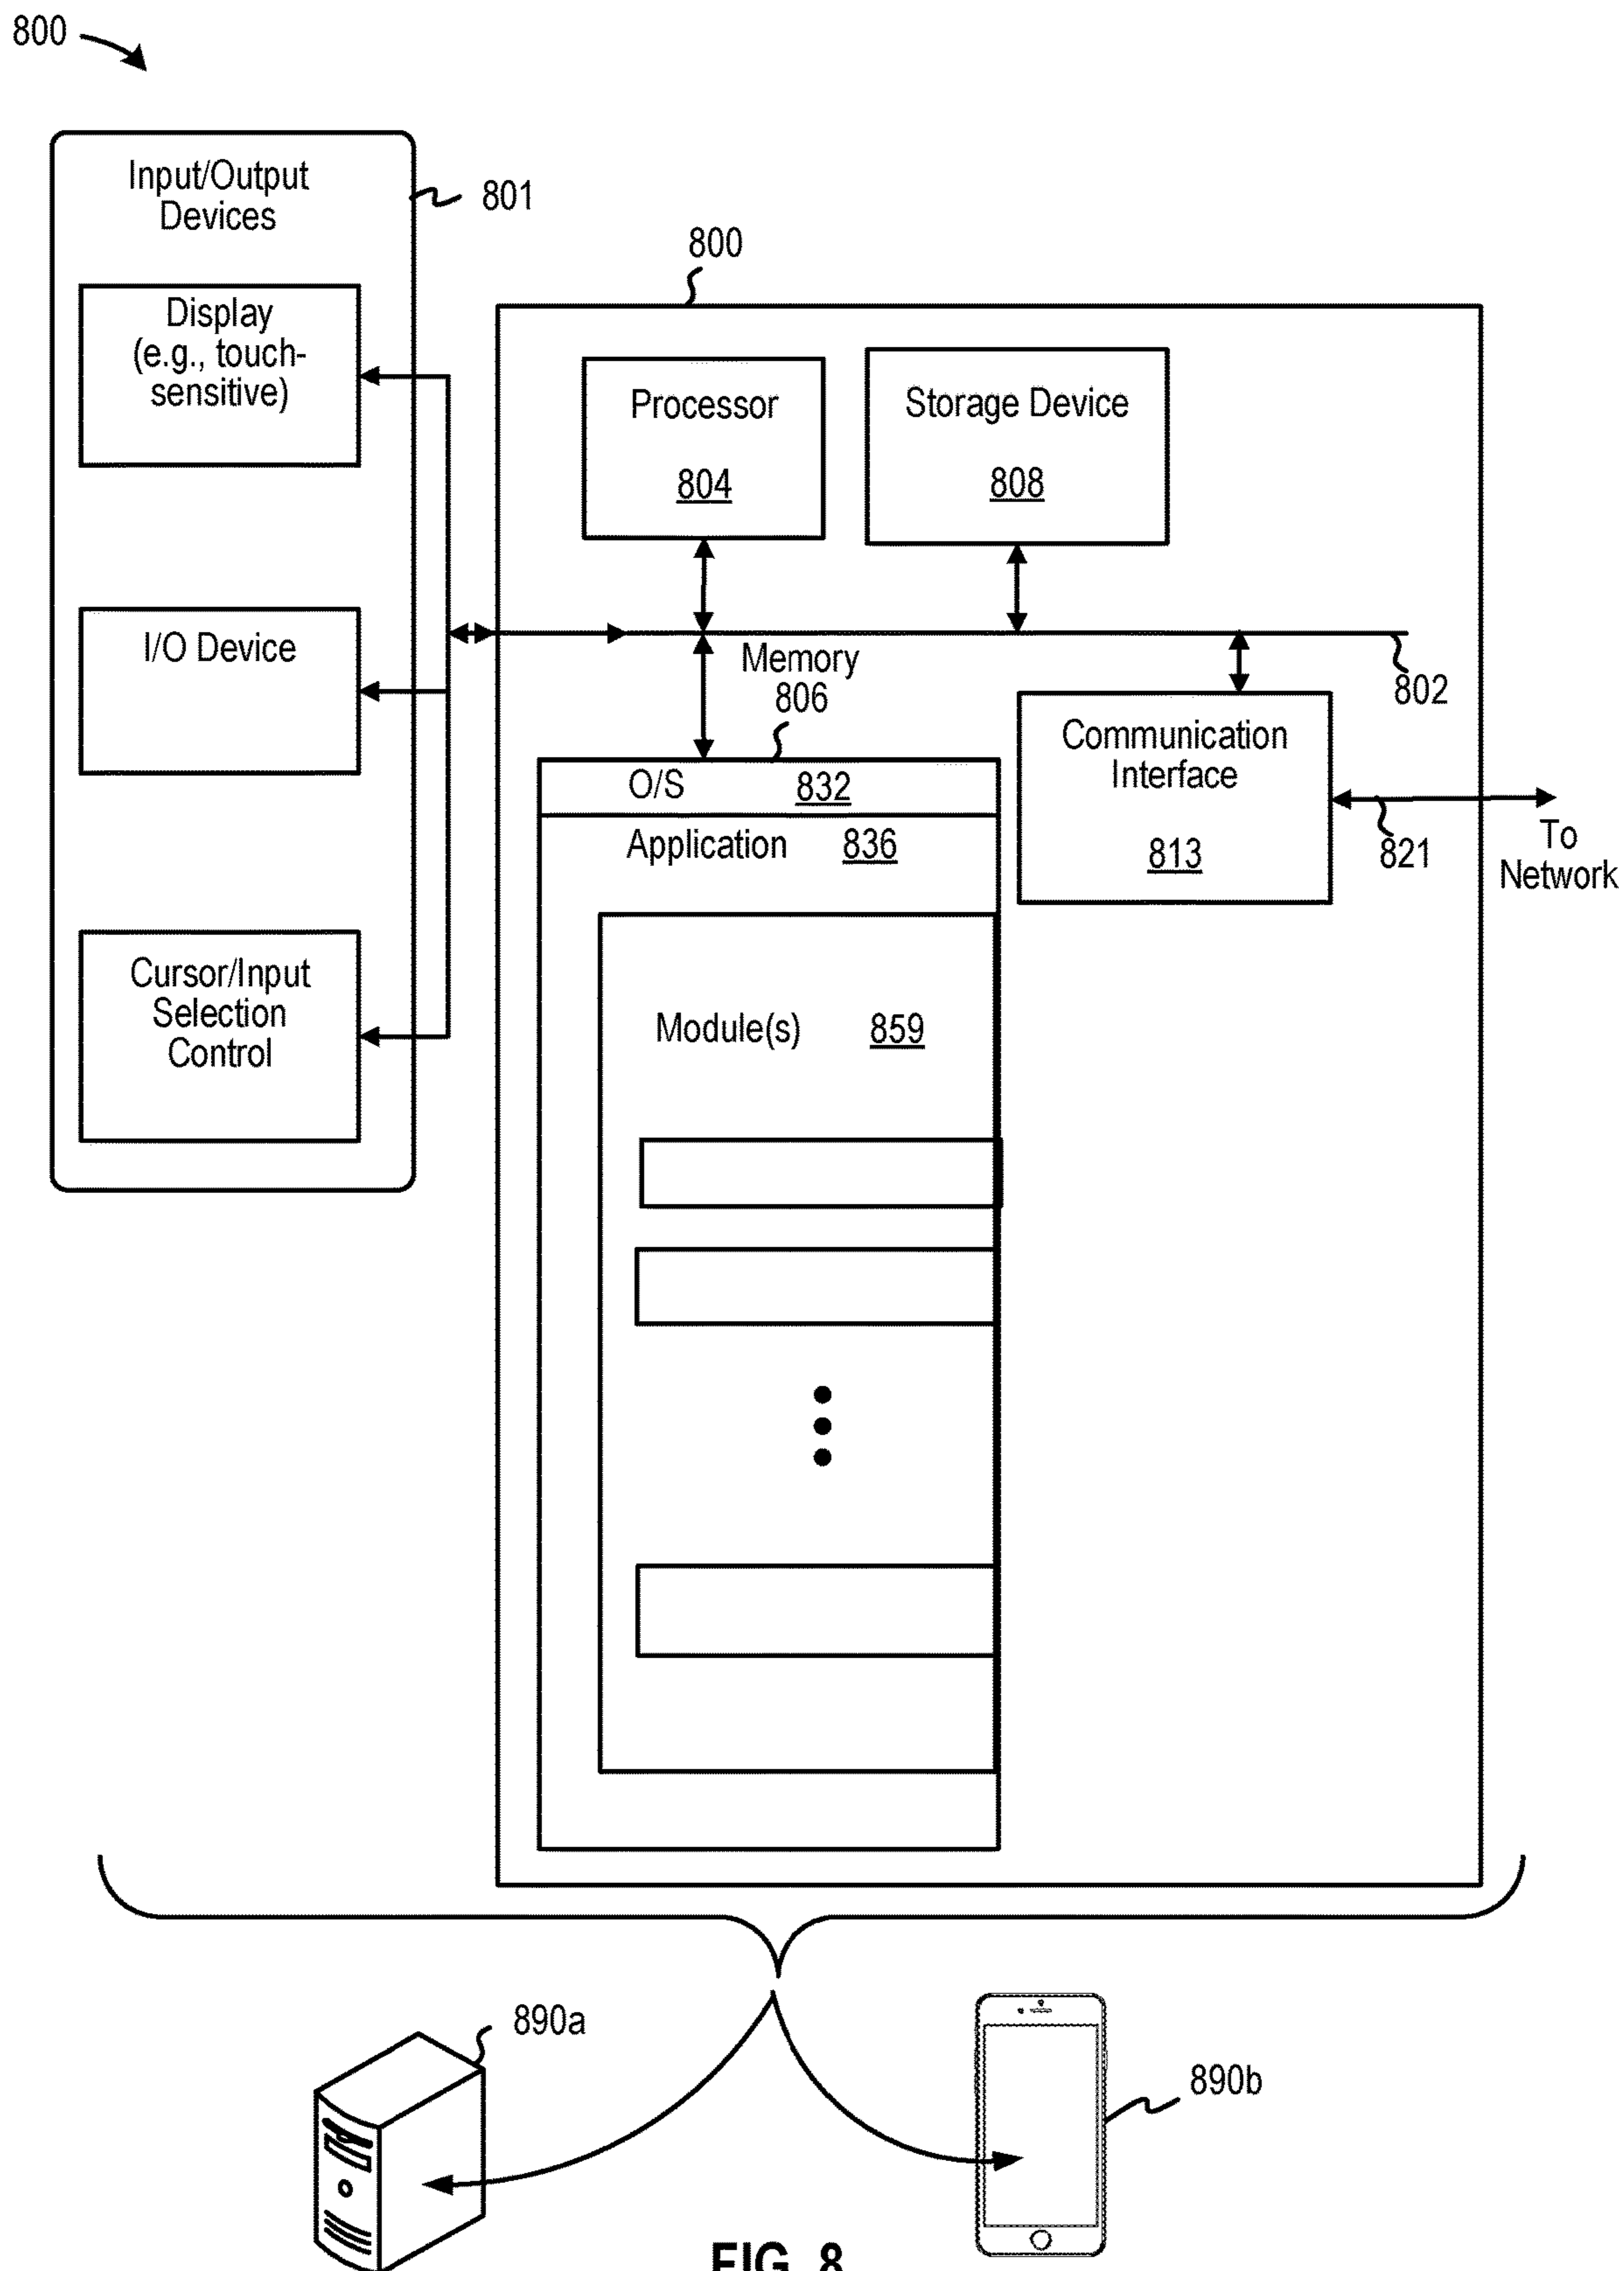 800
Input/Output
Devices
801
Display
(e.g., touch-
sensitive)
I/O Device
Cursor/Input
Selection
Control
800
Processor
804
Storage Device
808
802
Memory
806
O/S 832
Application 836
Module(s) 859
Communication
Interface
813
821
To
Network
890a
890b
FIG. 8